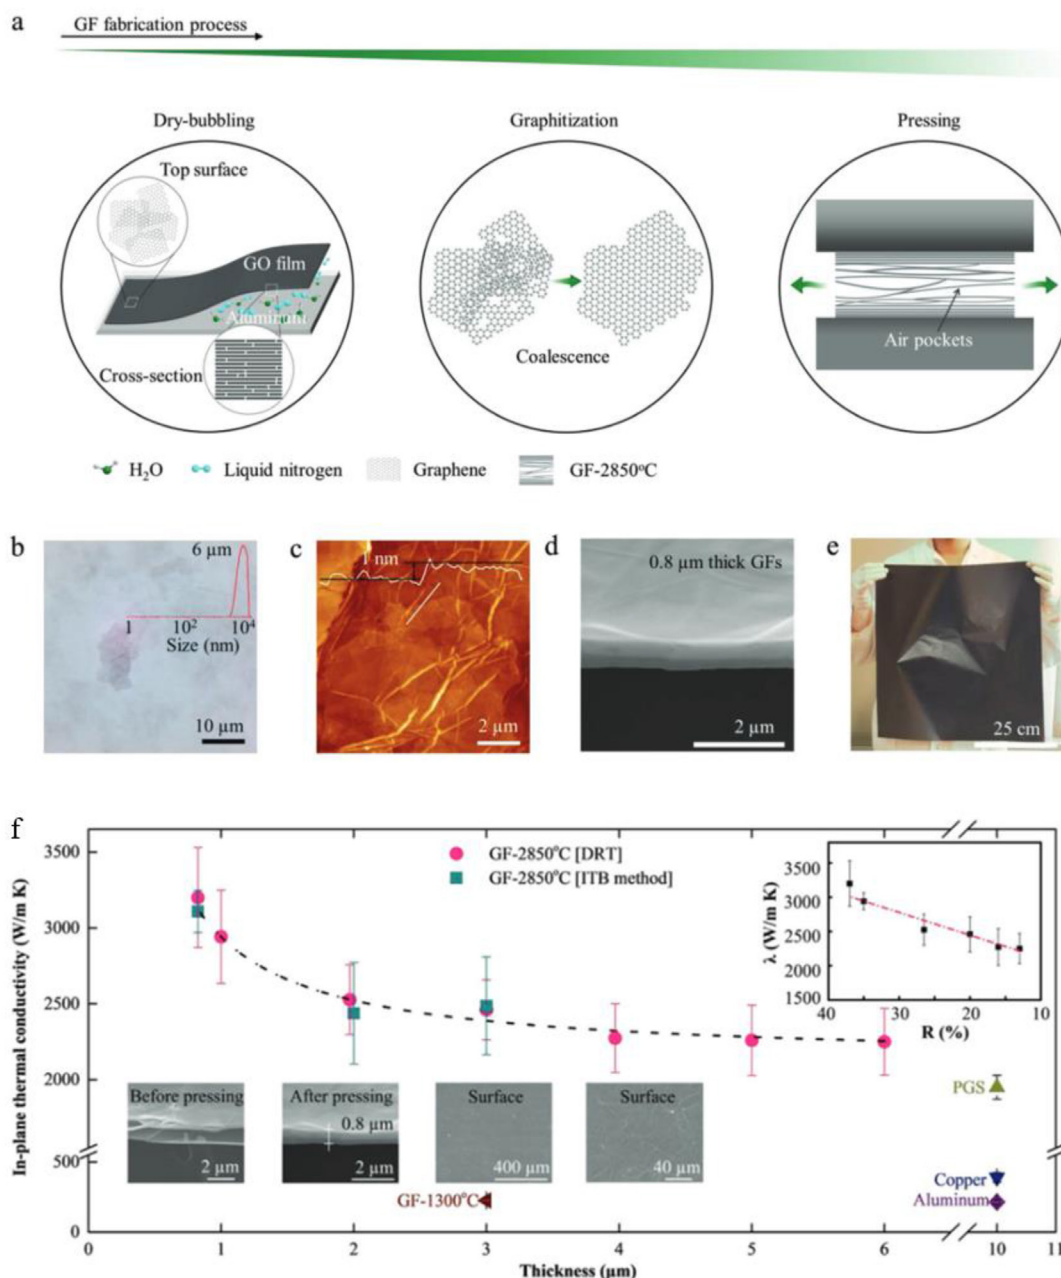 a
GF fabrication process
Dry-bubbling
Graphitization
Pressing
Top surface
GO film
Aluminum
Cross-section
Coalescence
Air pockets
H₂O
Liquid nitrogen
Graphene
GF-2850°C
b
6 µm
1
10²
10⁴
Size (nm)
10 µm
c
1 nm
2 µm
d
0.8 µm thick GFs
2 µm
e
25 cm
f
In-plane thermal conductivity (W/m K)
3500
3000
2500
2000
500
0
GF-2850°C [DRT]
GF-2850°C [ITB method]
λ (W/m K)
3500
3000
2500
2000
1500
40
30
20
10
R (%)
Before pressing
2 µm
After pressing
0.8 µm
2 µm
Surface
400 µm
Surface
40 µm
PGS
Copper
Aluminum
GF-1300°C
0
1
2
3
4
5
6
10
11
Thickness (µm)